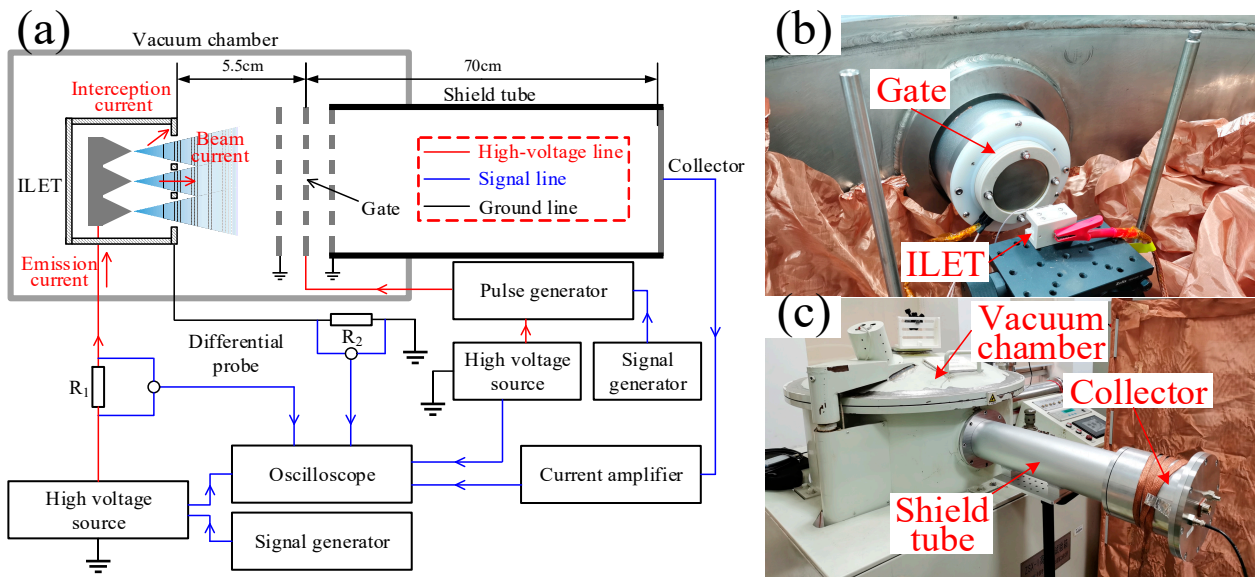 (a)
Vacuum chamber
5.5cm
70cm
Interception
current
Shield tube
Beam
current
High-voltage line
Signal line
Ground line
Collector
ILET
Gate
Emission
current
Pulse generator
R1
Differential
probe
R2
High voltage
source
Signal
generator
Oscilloscope
Current amplifier
High voltage
source
Signal generator
(b)
Gate
ILET
(c)
Vacuum
chamber
Collector
Shield
tube